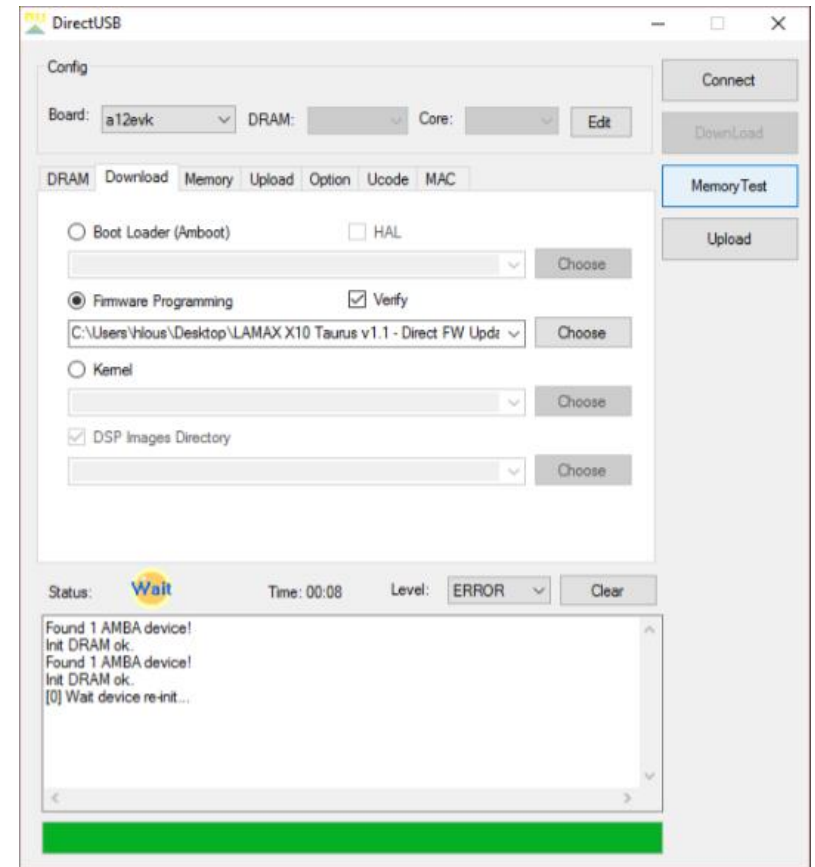 DirectUSB
Config
Connect
Board: a12evk DRAM: Core: Edit
DownLoad
DRAM Download Memory Upload Option Ucode MAC
MemoryTest
Boot Loader (Amboot) HAL
Upload
Choose
Firmware Programming Verify
C:\Users\hlous\Desktop\LAMAX X10 Taurus v1.1 - Direct FW Upda Choose
Kernel
Choose
DSP Images Directory
Choose
Status: Wait Time: 00:08 Level: ERROR Clear
Found 1 AMBA device!
Init DRAM ok.
Found 1 AMBA device!
Init DRAM ok.
[0] Wait device re-init...